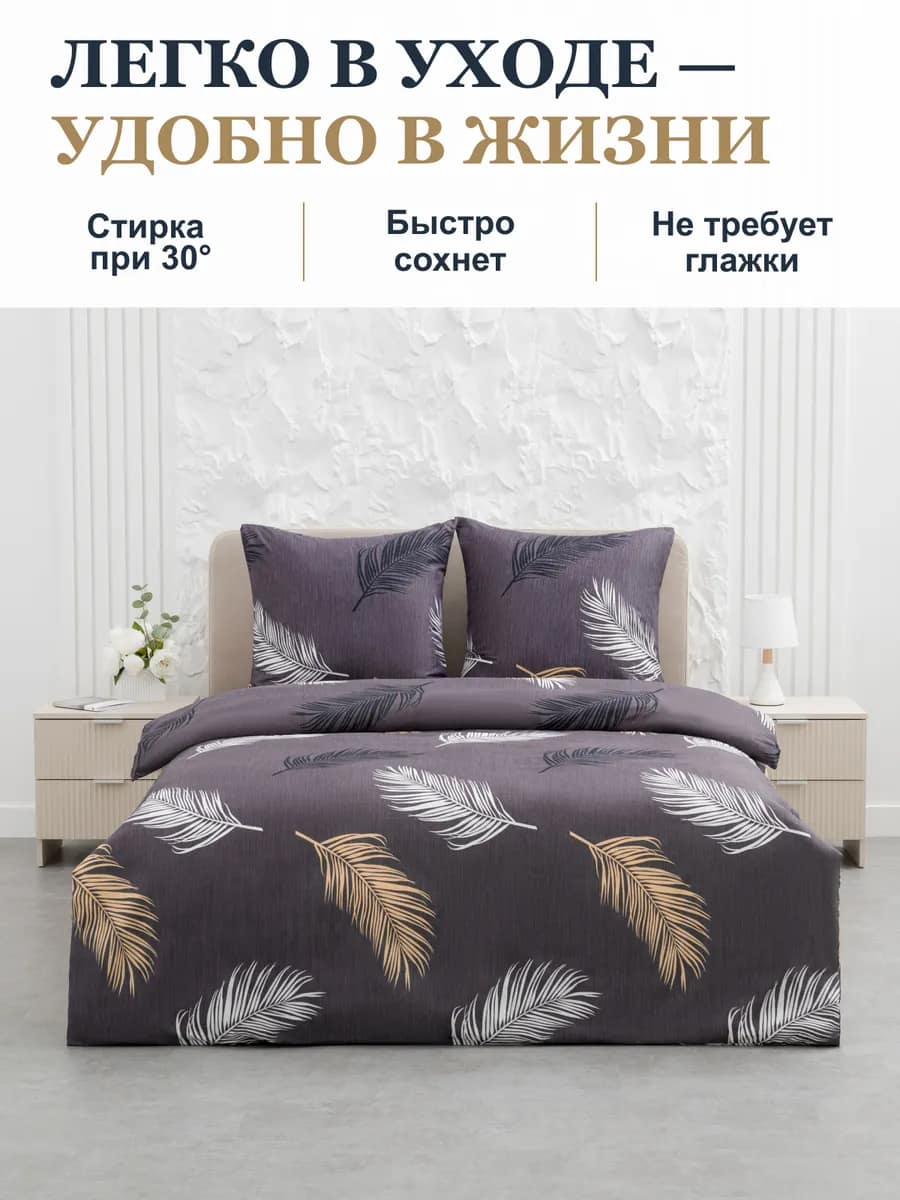 ЛЕГКО В УХОДЕ —
УДОБНО В ЖИЗНИ
Стирка
при 30°
Быстро
сохнет
Не требует
глажки